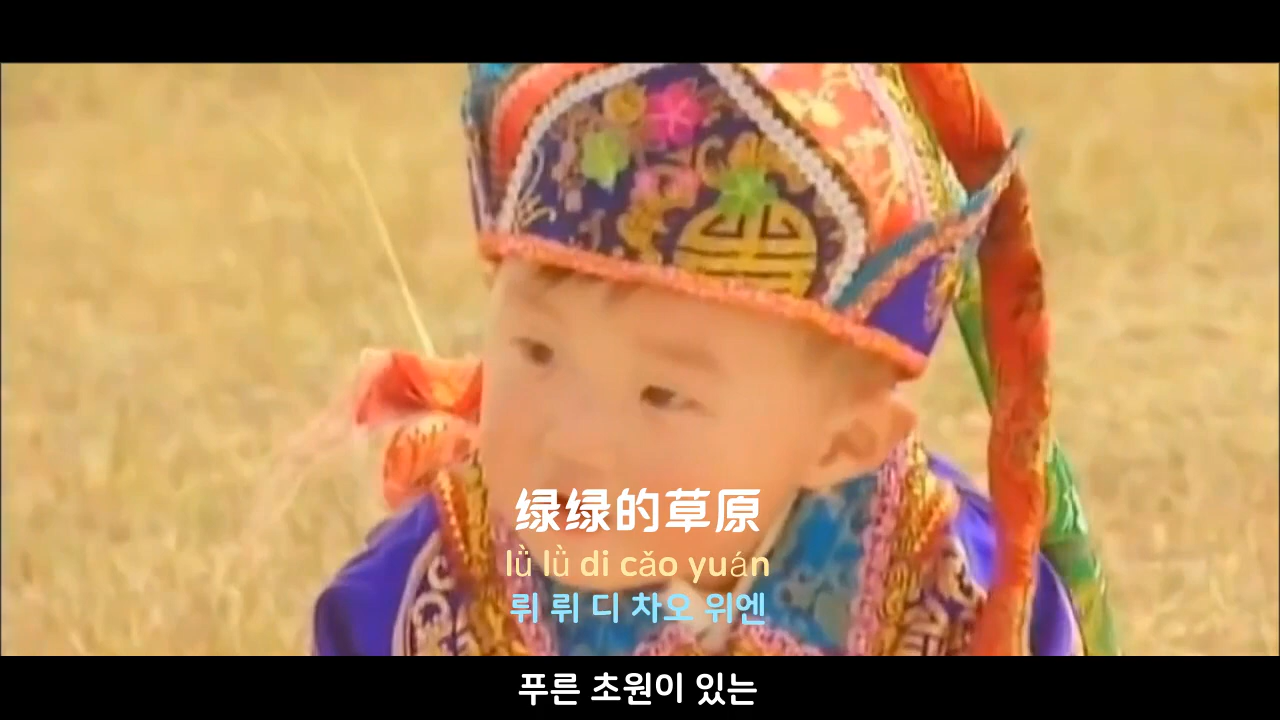 绿绿的草原
lǜ lǜ di cǎo yuán
뤼 뤼 디 차오 위엔
푸른 초원이 있는